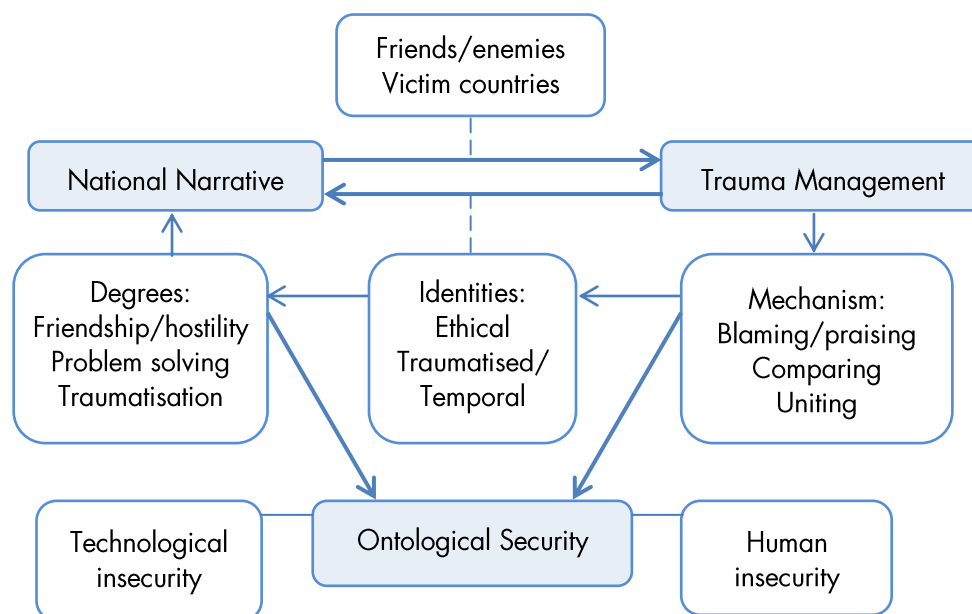 Friends/enemies
Victim countries
National Narrative
Trauma Management
Degrees:
Friendship/hostility
Problem solving
Traumatisation
Identities:
Ethical
Traumatised/
Temporal
Mechanism:
Blaming/praising
Comparing
Uniting
Technological
insecurity
Ontological Security
Human
insecurity